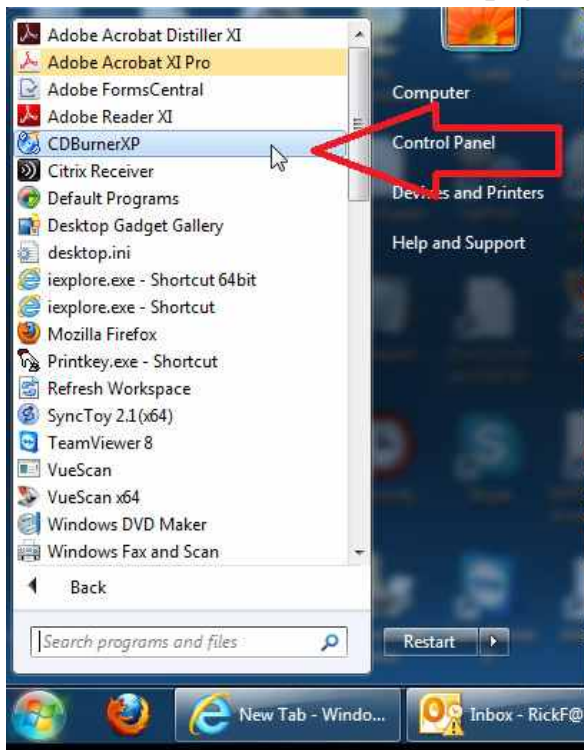 Adobe Acrobat Distiller XI
Adobe Acrobat XI Pro
Adobe FormsCentral
Adobe Reader XI
CDBurnerXP
Citrix Receiver
Default Programs
Desktop Gadget Gallery
desktop.ini
iexplore.exe - Shortcut 64bit
iexplore.exe - Shortcut
Mozilla Firefox
Printkey.exe - Shortcut
Refresh Workspace
SyncToy 2.1(x64)
TeamViewer 8
VueScan
VueScan x64
Windows DVD Maker
Windows Fax and Scan
Back
Search programs and files
Computer
Control Panel
Devices and Printers
Help and Support
Restart
New Tab - Windo...
Inbox - RickF@